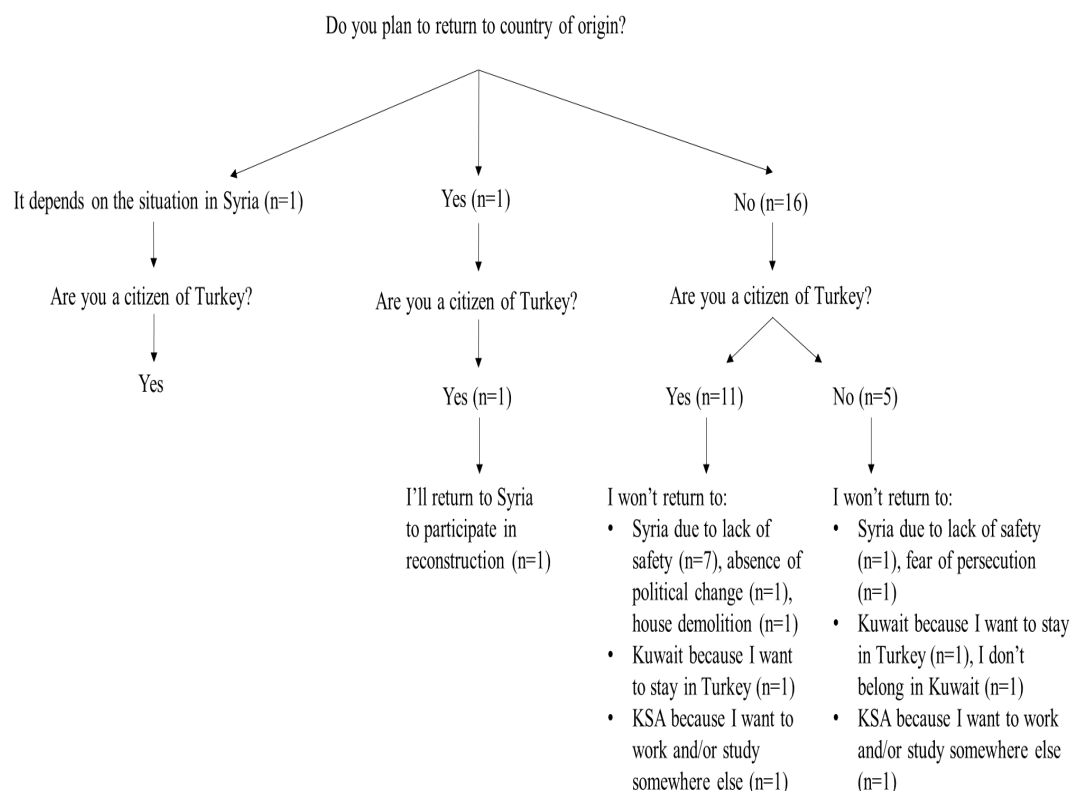 Do you plan to return to country of origin?
It depends on the situation in Syria (n=1)
Yes (n=1)
No (n=16)
Are you a citizen of Turkey?
Are you a citizen of Turkey?
Are you a citizen of Turkey?
Yes
Yes (n=1)
Yes (n=11)
No (n=5)
I'll return to Syria
to participate in
reconstruction (n=1)
I won't return to:
• Syria due to lack of
safety (n=7), absence of
political change (n=1),
house demolition (n=1)
• Kuwait because I want
to stay in Turkey (n=1)
• KSA because I want to
work and/or study
somewhere else (n=1)
I won't return to:
• Syria due to lack of safety
(n=1), fear of persecution
(n=1)
• Kuwait because I want to stay
in Turkey (n=1), I don't
belong in Kuwait (n=1)
• KSA because I want to work
and/or study somewhere else
(n=1)